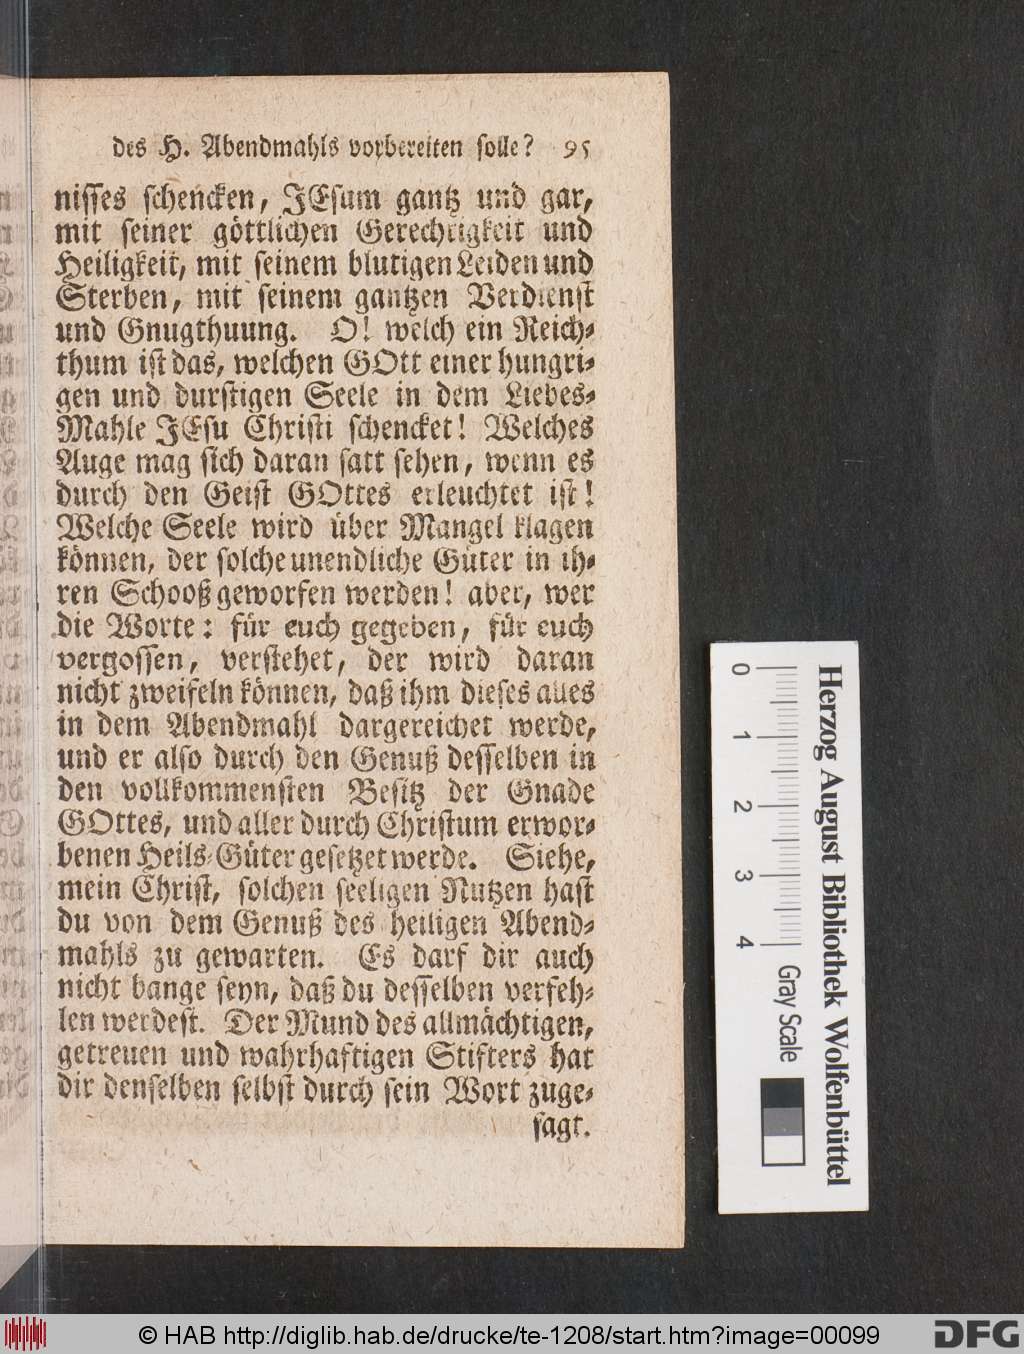 des H. Abendmahls vorbereiten solle? 95
nisses schencken, JEsum gantz und gar,
mit seiner göttlichen Gerechtigkeit und
Heiligkeit, mit seinem blutigen Leiden und
Sterben, mit seinem gantzen Verdienst
und Gnugthuung. O! welch ein Reich-
thum ist das, welchen GOtt einer hungri-
gen und durstigen Seele in dem Liebes-
Mahle JEsu Christi schencket! Welches
Auge mag sich daran satt sehen, wenn es
durch den Geist GOttes erleuchtet ist!
Welche Seele wird über Mangel klagen
können, der solche unendliche Güter in ih-
ren Schooß geworfen werden! aber, wer
die Worte: für euch gegeben, für euch
vergossen, verstehet, der wird daran
nicht zweifeln können, daß ihm dieses alles
in dem Abendmahl dargereichet werde,
und er also durch den Genuß desselben in
den vollkommensten Besitz der Gnade
GOttes, und aller durch Christum erwor-
benen Heils-Güter gesetzet werde. Siehe,
mein Christ, solchen seeligen Nutzen hast
du von dem Genuß des heiligen Abend-
mahls zu gewarten. Es darf dir auch
nicht bange seyn, daß du desselben verfeh-
len werdest. Der Mund des allmächtigen,
getreuen und wahrhaftigen Stifters hat
dir denselben selbst durch sein Wort zuge-
sagt.
0 1 2 3 4 Gray Scale
Herzog August Bibliothek Wolfenbüttel
© HAB http://diglib.hab.de/drucke/te-1208/start.htm?image=00099
DFG